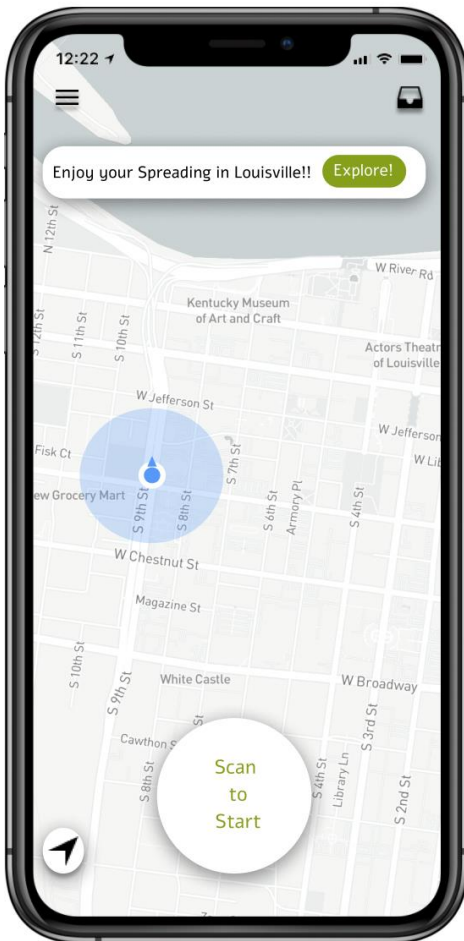 12:22
Enjoy your Spreading in Louisville!! Explore!
N 12th St
W River Rd
Kentucky Museum
of Art and Craft
S 12th St
S 11th St
S 10th St
Actors Theatr
of Louisville
W Jefferson St
W Jefferson
Fisk Ct
S 7th St
W Lib
ew Grocery Mart
S 9th St
S 8th St
S 6th St
Armory Pl
S 4th St
W Chestnut St
Magazine St
S 10th St
White Castle
W Broadway
S 9th St
St
S 3rd St
Cawthon S
S 8th St
S 4th St
Library Ln
S 2nd St
Scan
to
Start